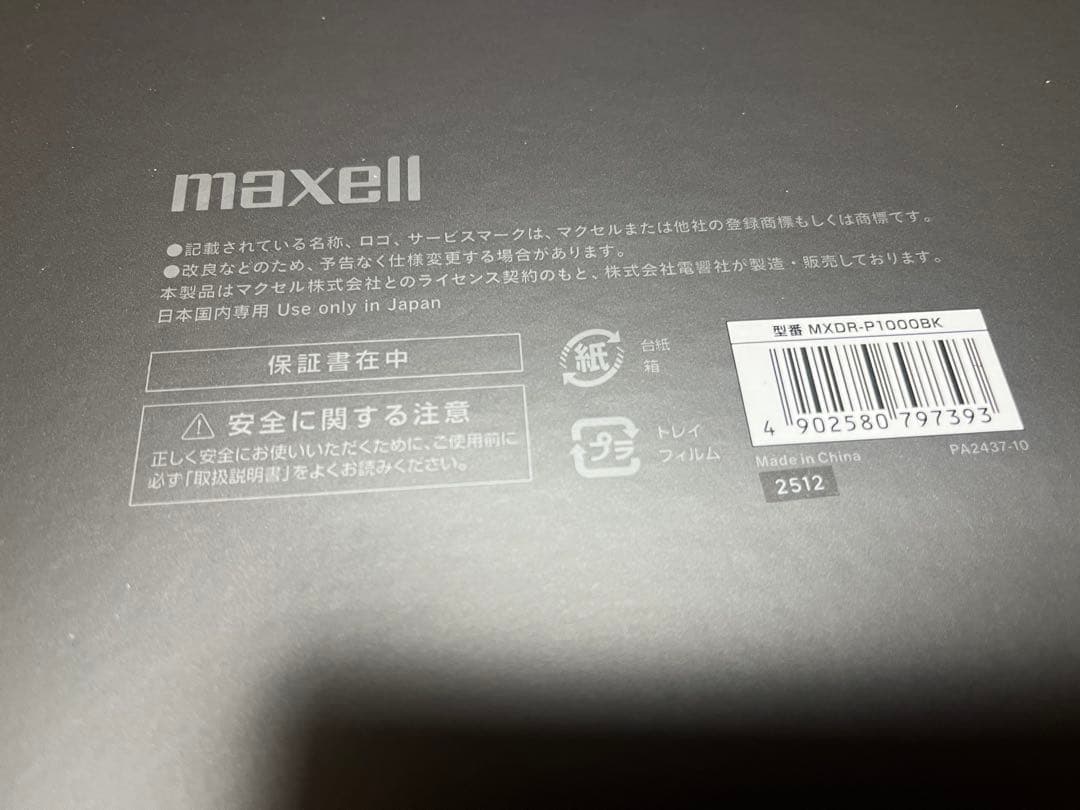 maxell
●記載されている名称、ロゴ、サービスマークは、マクセルまたは他社の登録商標もしくは商標です。
●改良などのため、予告なく仕様変更する場合があります。
本製品はマクセル株式会社とのライセンス契約のもと、株式会社電響社が製造・販売しております。
日本国内専用 Use only in Japan
保証書在中
安全に関する注意
正しく安全にお使いいただくために、ご使用前に
必ず「取扱説明書」をよくお読みください。
紙
台紙
箱
プラ
トレイ
フィルム
型番 MXDR-P1000BK
4 902580 797393
Made in China
PA2437-10
2512